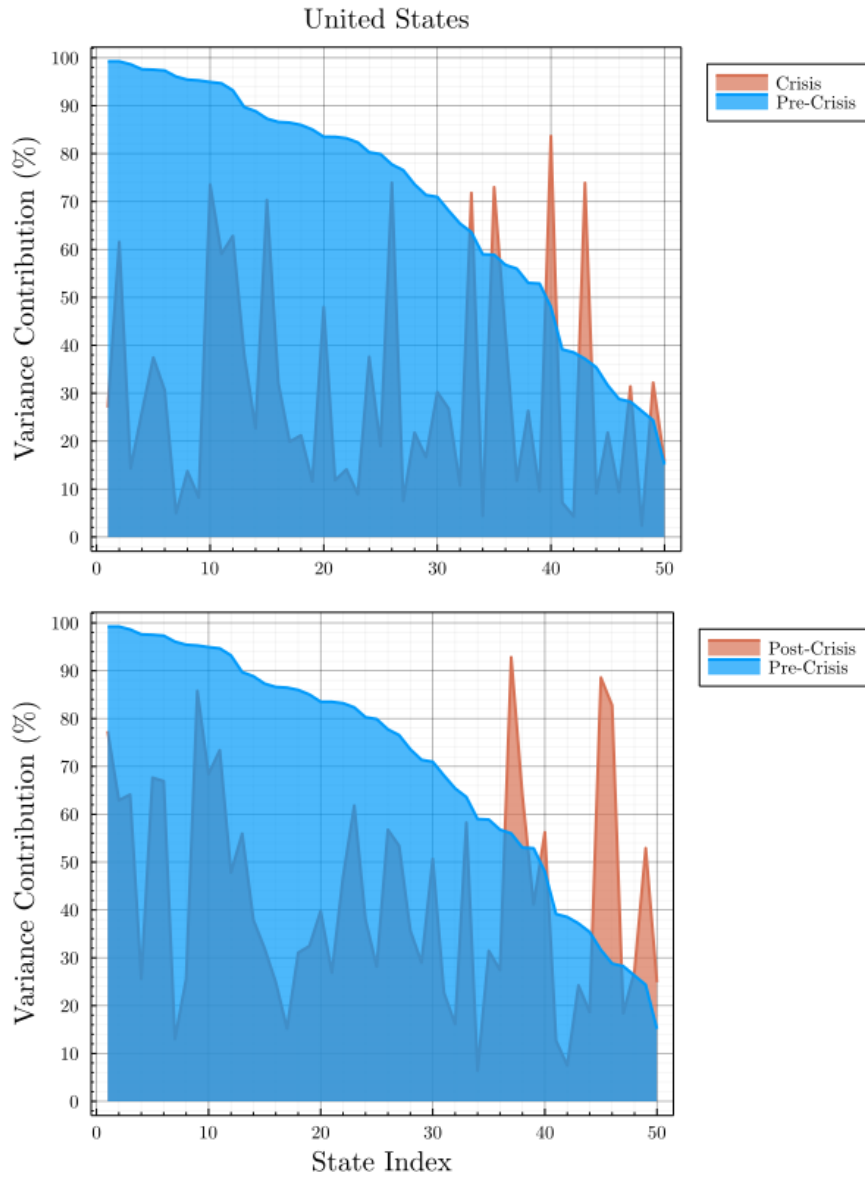 United States
Variance Contribution (%)
100
90
80
70
60
50
40
30
20
10
0
0 10 20 30 40 50
Crisis
Pre-Crisis
Variance Contribution (%)
100
90
80
70
60
50
40
30
20
10
0
0 10 20 30 40 50
State Index
Post-Crisis
Pre-Crisis